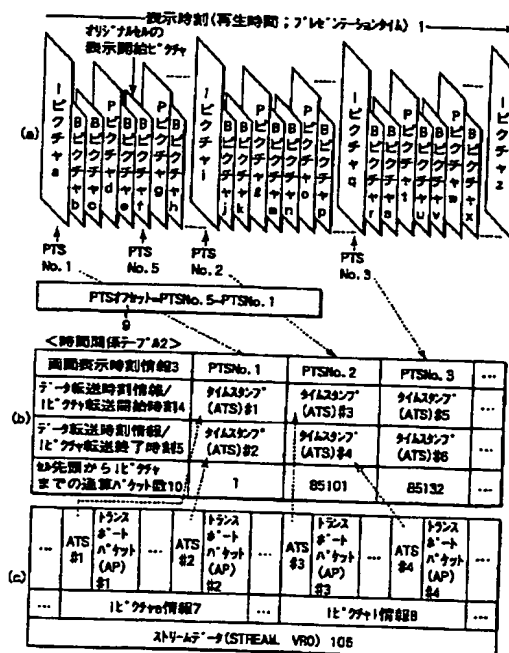 表示時刻(再生時間;プレゼンテーションタイム) 1
オリジナルセルの
表示開始ピクチャ
(a)
Iピクチャa
Bピクチャb
Bピクチャc
Pピクチャd
Bピクチャe
Bピクチャf
Pピクチャg
Bピクチャh
Iピクチャi
Bピクチャj
Bピクチャk
Pピクチャ
Bピクチャm
Bピクチャn
Pピクチャo
Bピクチャp
Iピクチャq
Bピクチャr
Bピクチャs
Pピクチャt
Bピクチャu
Bピクチャv
Pピクチャw
Bピクチャx
Iピクチャz
PTS No.1
PTS No.5
PTS No.2
PTS No.3
PTSオフセット=PTSNo.5-PTSNo.1
9
<時間関係テーブル2>
(b)
画面表示時刻情報3 PTSNo.1 PTSNo.2 PTSNo.3 …
データ転送時刻情報/Iピクチャ転送開始時刻4 タイムスタンプ(ATS)#1 タイムスタンプ(ATS)#3 タイムスタンプ(ATS)#5 …
データ転送時刻情報/Iピクチャ転送終了時刻5 タイムスタンプ(ATS)#2 タイムスタンプ(ATS)#4 タイムスタンプ(ATS)#6 …
セル先頭からIピクチャまでの通算パケット数10 1 85101 85132 …
(c)
… ATS #1 トランスポートパケット(AP)#1 … ATS #2 トランスポートパケット(AP)#2 … ATS #3 トランスポートパケット(AP)#3 … ATS #4 トランスポートパケット(AP)#4 …
… Iピクチャa情報7 … Iピクチャi情報8 …
ストリームデータ(STREAM. VRO) 106